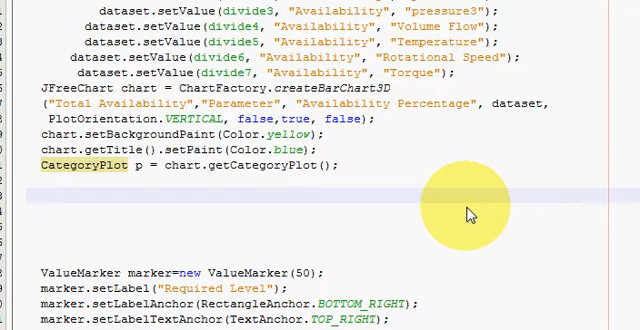 dataset.setValue(divide3, "Availability", "pressure3");
dataset.setValue(divide4, "Availability", "Volume Flow");
dataset.setValue(divide5, "Availability", "Temperature");
dataset.setValue(divide6, "Availability", "Rotational Speed");
dataset.setValue(divide7, "Availability", "Torque");
JFreeChart chart = ChartFactory.createBarChart3D
("Total Availability","Parameter", "Availability Percentage", dataset,
PlotOrientation.VERTICAL, false,true, false);
chart.setBackgroundPaint(Color.yellow);
chart.getTitle().setPaint(Color.blue);
CategoryPlot p = chart.getCategoryPlot();
ValueMarker marker=new ValueMarker(50);
marker.setLabel("Required Level");
marker.setLabelAnchor(RectangleAnchor.BOTTOM_RIGHT);
marker.setLabelTextAnchor(TextAnchor.TOP_RIGHT);